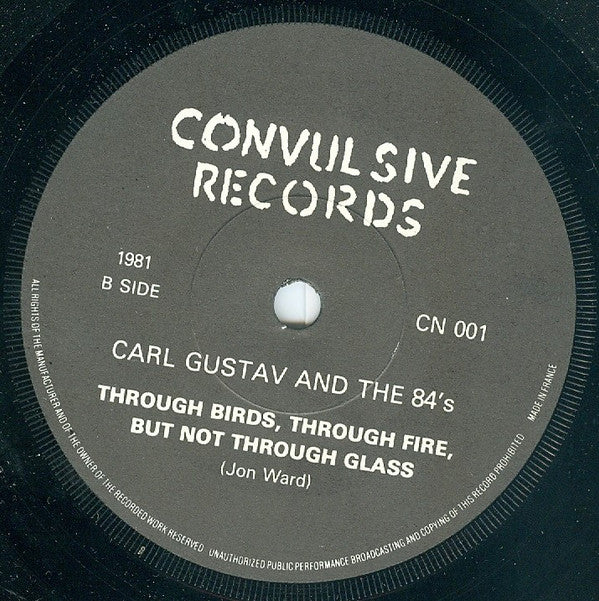 CONVULSIVE
RECORDS
1981
B SIDE
CN 001
CARL GUSTAV AND THE 84's
THROUGH BIRDS, THROUGH FIRE,
BUT NOT THROUGH GLASS
(Jon Ward)
ALL RIGHTS OF THE MANUFACTURER AND OF THE OWNER OF THE RECORDED WORK RESERVED UNAUTHORIZED PUBLIC PERFORMANCE BROADCASTING AND COPYING OF THIS RECORD PROHIBITED MADE IN FRANCE